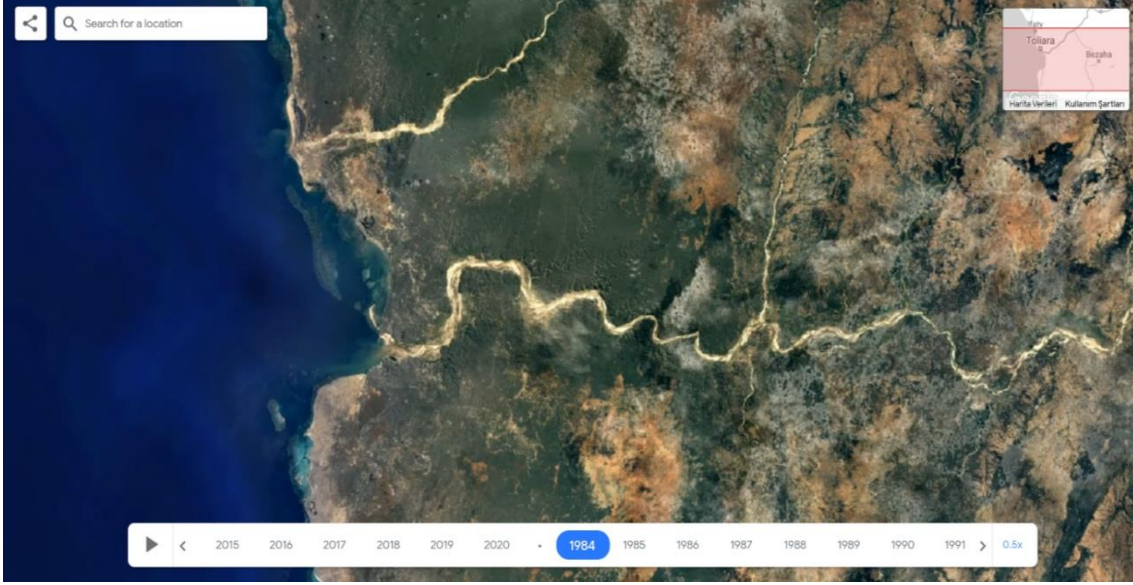 Search for a location
Toliara
Bezaha
Harita Verileri Kullanım Şartları
2015 2016 2017 2018 2019 2020 • 1984 1985 1986 1987 1988 1989 1990 1991 0.5x